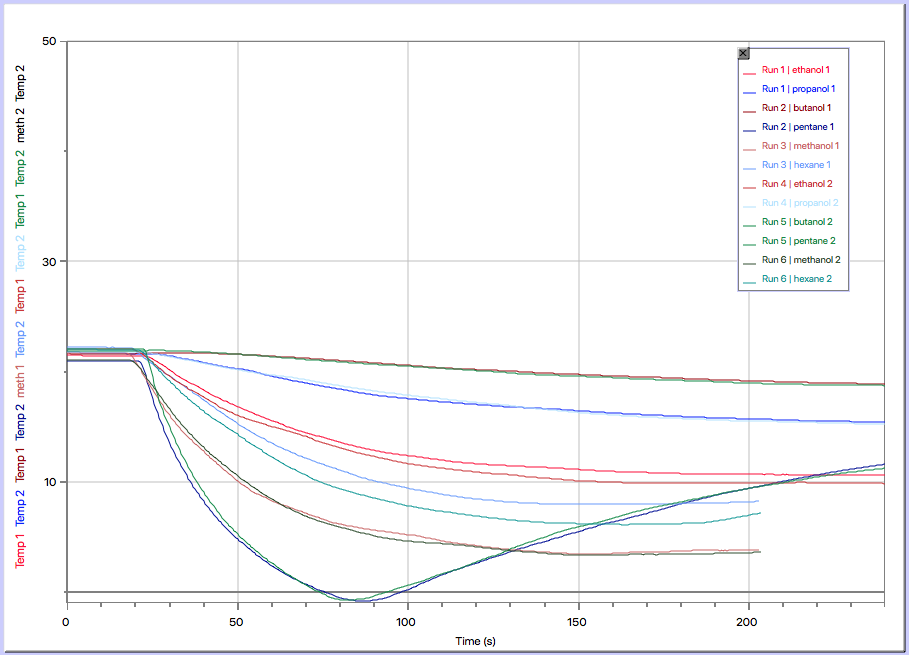 50
30
10
0
50
100
150
200
Time (s)
Temp 1 Temp 2 Temp 1 Temp 2 meth 1 Temp 2 Temp 1 Temp 2 Temp 1 Temp 2 meth 2 Temp 2
Run 1 | ethanol 1
Run 1 | propanol 1
Run 2 | butanol 1
Run 2 | pentane 1
Run 3 | methanol 1
Run 3 | hexane 1
Run 4 | ethanol 2
Run 4 | propanol 2
Run 5 | butanol 2
Run 5 | pentane 2
Run 6 | methanol 2
Run 6 | hexane 2